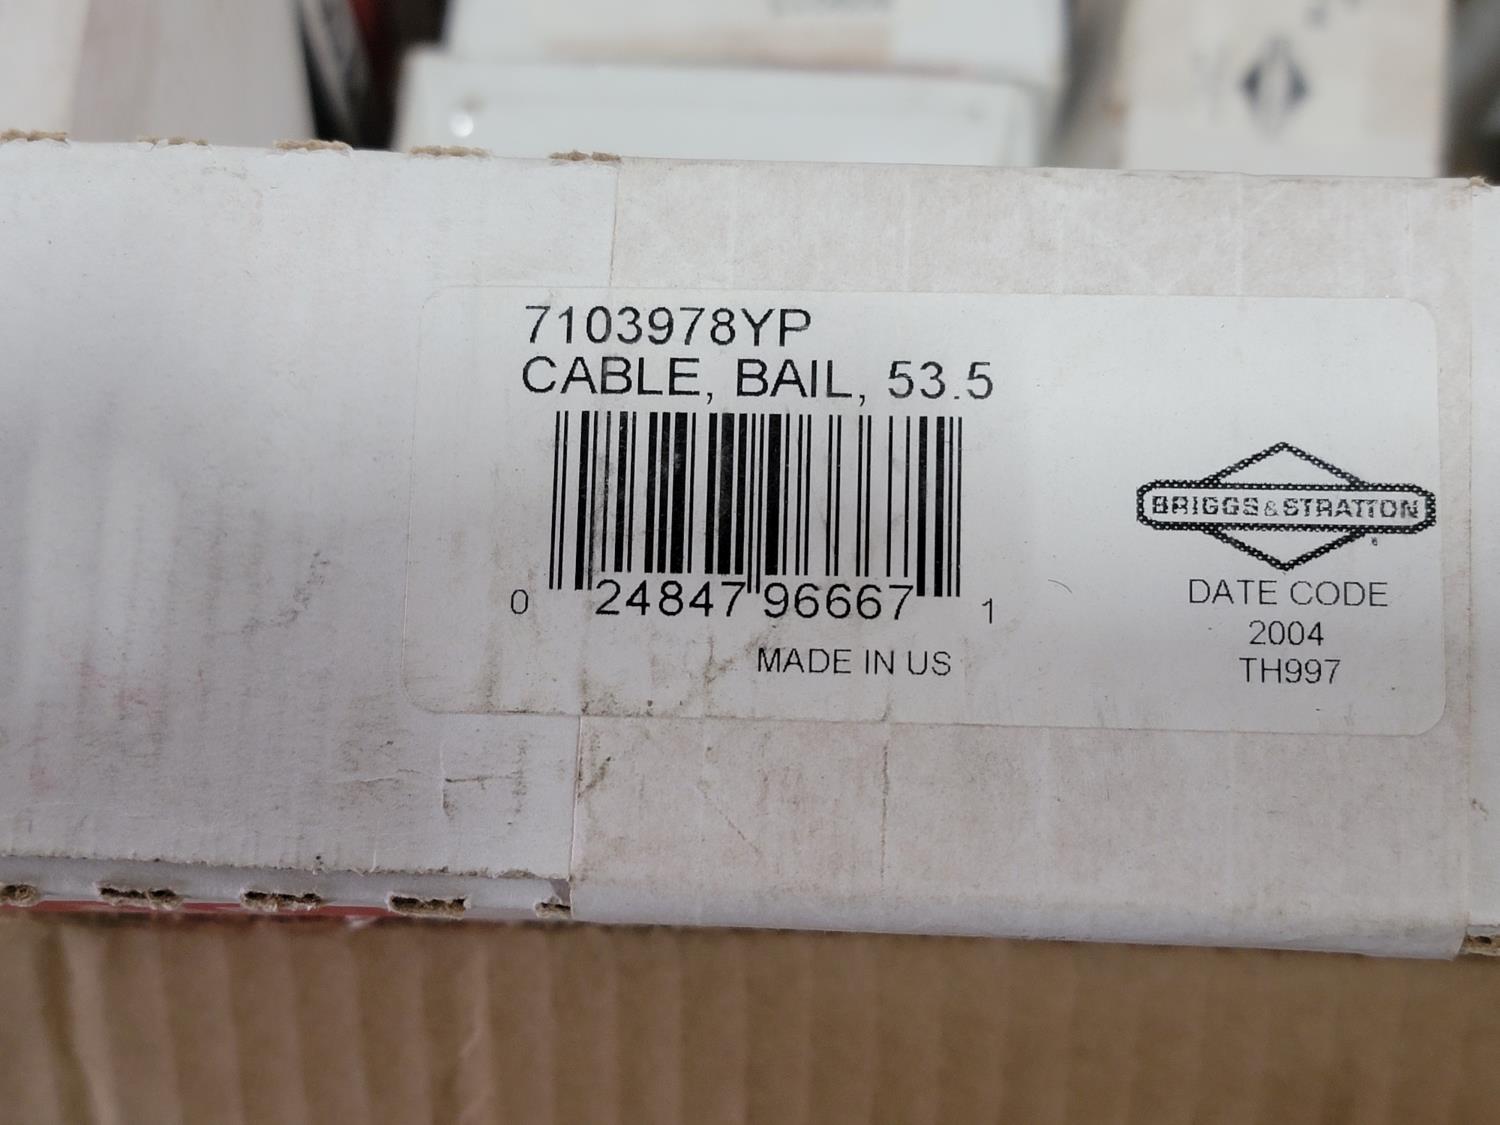 7103978YP
CABLE, BAIL, 53.5
0 24847 96667 1
MADE IN US
BRIGGS & STRATTON
DATE CODE
2004
TH997